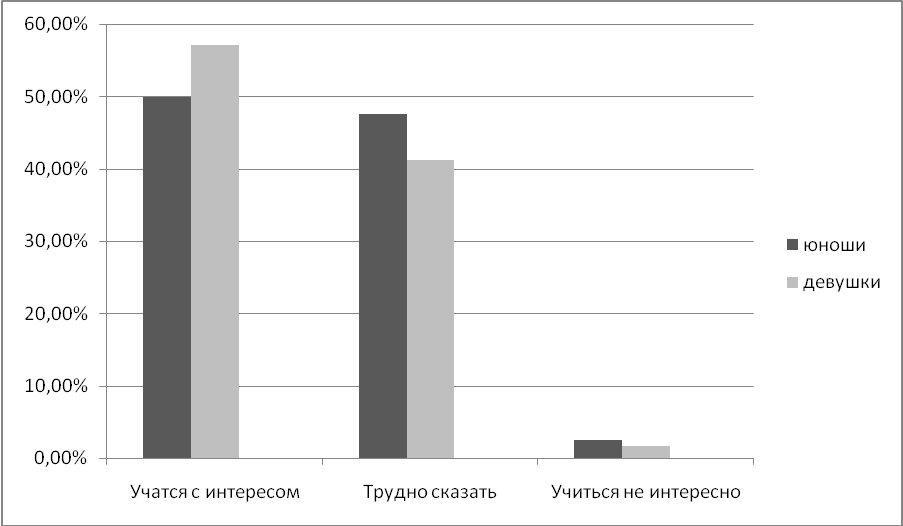 60,00%
50,00%
40,00%
30,00%
20,00%
10,00%
0,00%
Учатся с интересом
Трудно сказать
Учиться не интересно
юноши
девушки